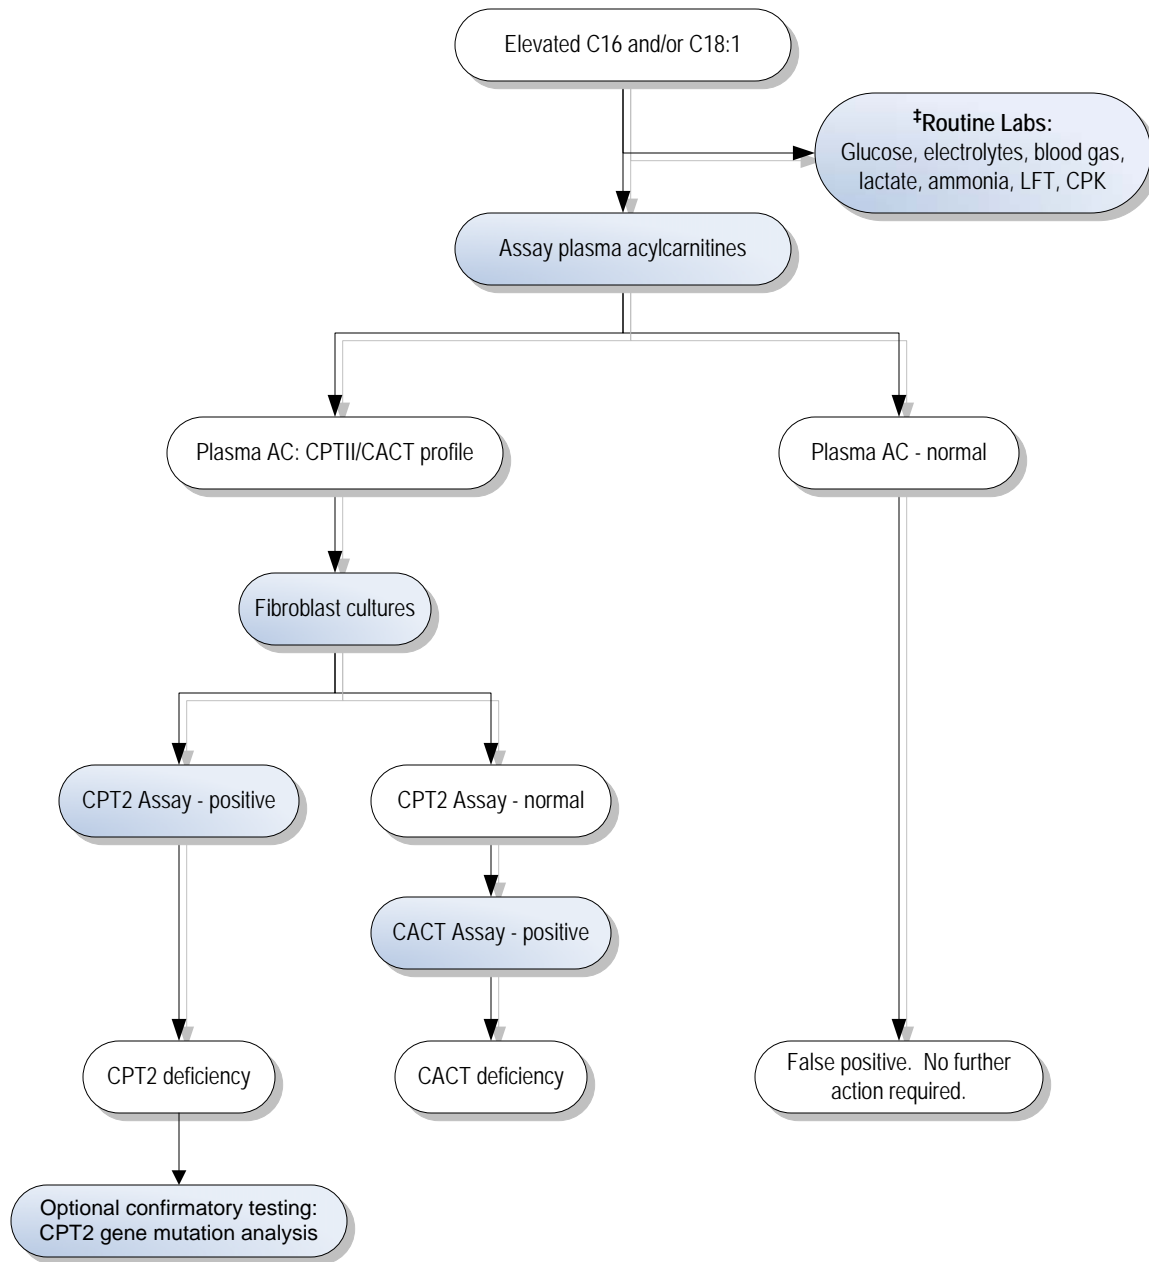 Elevated C16 and/or C18:1
‡Routine Labs:
Glucose, electrolytes, blood gas,
lactate, ammonia, LFT, CPK
Assay plasma acylcarnitines
Plasma AC: CPTII/CACT profile
Plasma AC - normal
Fibroblast cultures
CPT2 Assay - positive
CPT2 Assay - normal
CACT Assay - positive
CPT2 deficiency
CACT deficiency
False positive.  No further
action required.
Optional confirmatory testing:
CPT2 gene mutation analysis